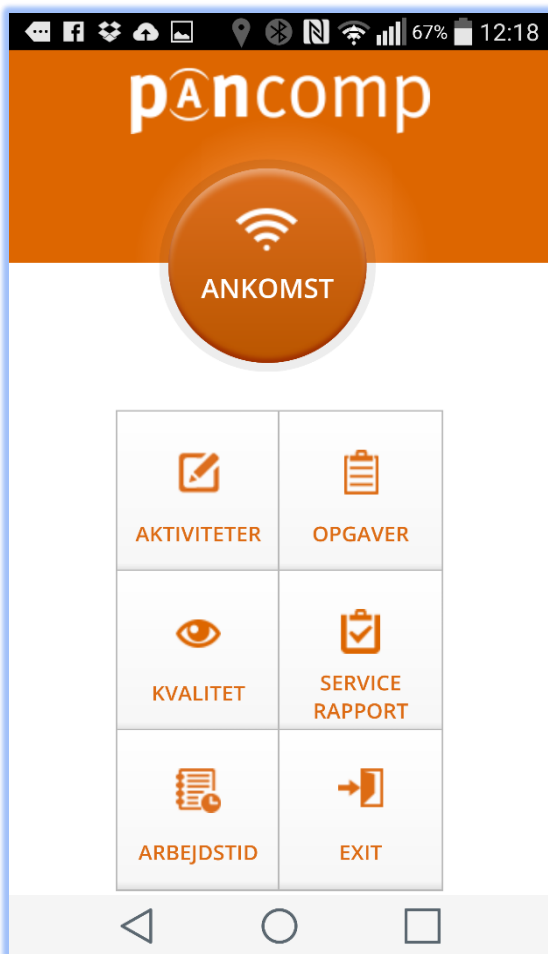 67% 12:18
pAncomp
ANKOMST
AKTIVITETER
OPGAVER
KVALITET
SERVICE
RAPPORT
ARBEJDSTID
EXIT